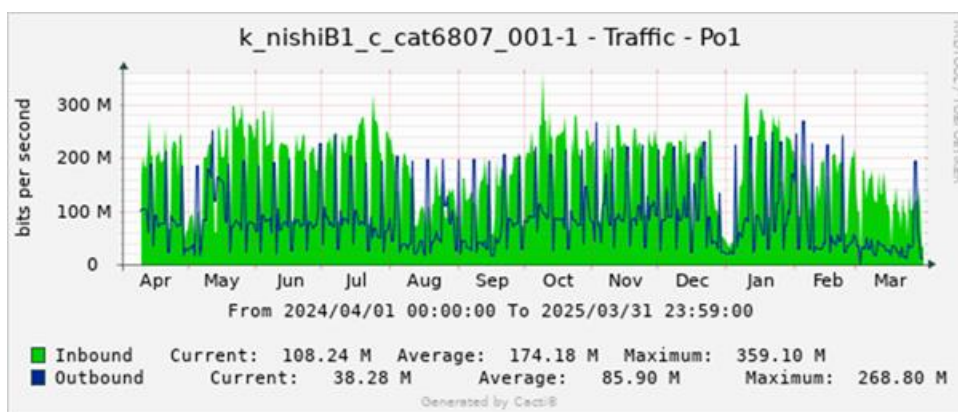 k_nishiB1_c_cat6807_001-1 - Traffic - Po1
bits per second
300 M
200 M
100 M
0
Apr May Jun Jul Aug Sep Oct Nov Dec Jan Feb Mar
From 2024/04/01 00:00:00 To 2025/03/31 23:59:00
Inbound Current: 108.24 M Average: 174.18 M Maximum: 359.10 M
Outbound Current: 38.28 M Average: 85.90 M Maximum: 268.80 M
Generated by Cacti®